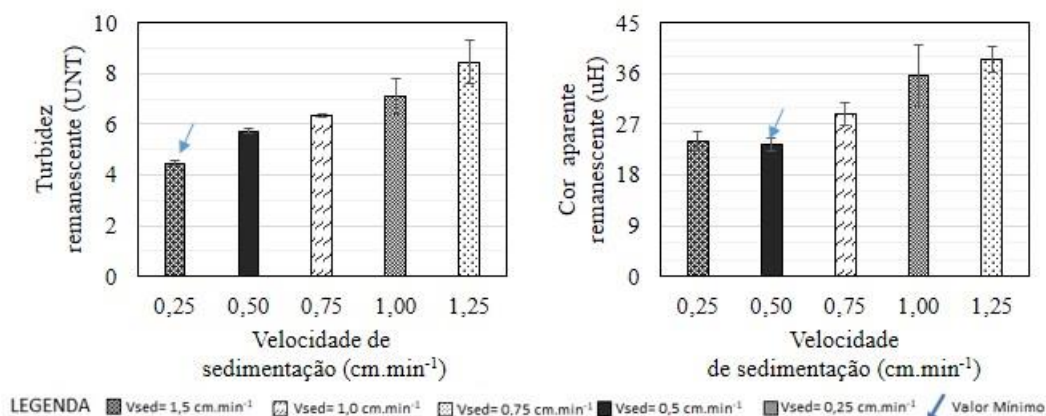 10
8
6
4
2
0
Turbidez
remanescente (UNT)
0,25 0,50 0,75 1,00 1,25
Velocidade de
sedimentação (cm.min⁻¹)
45
36
27
18
9
0
Cor aparente
remanescente (uH)
0,25 0,50 0,75 1,00 1,25
Velocidade
de sedimentação (cm.min⁻¹)
LEGENDA Vsed= 1,5 cm.min⁻¹ Vsed= 1,0 cm.min⁻¹ Vsed= 0,75 cm.min⁻¹ Vsed= 0,5 cm.min⁻¹ Vsed= 0,25 cm.min⁻¹ Valor Mínimo